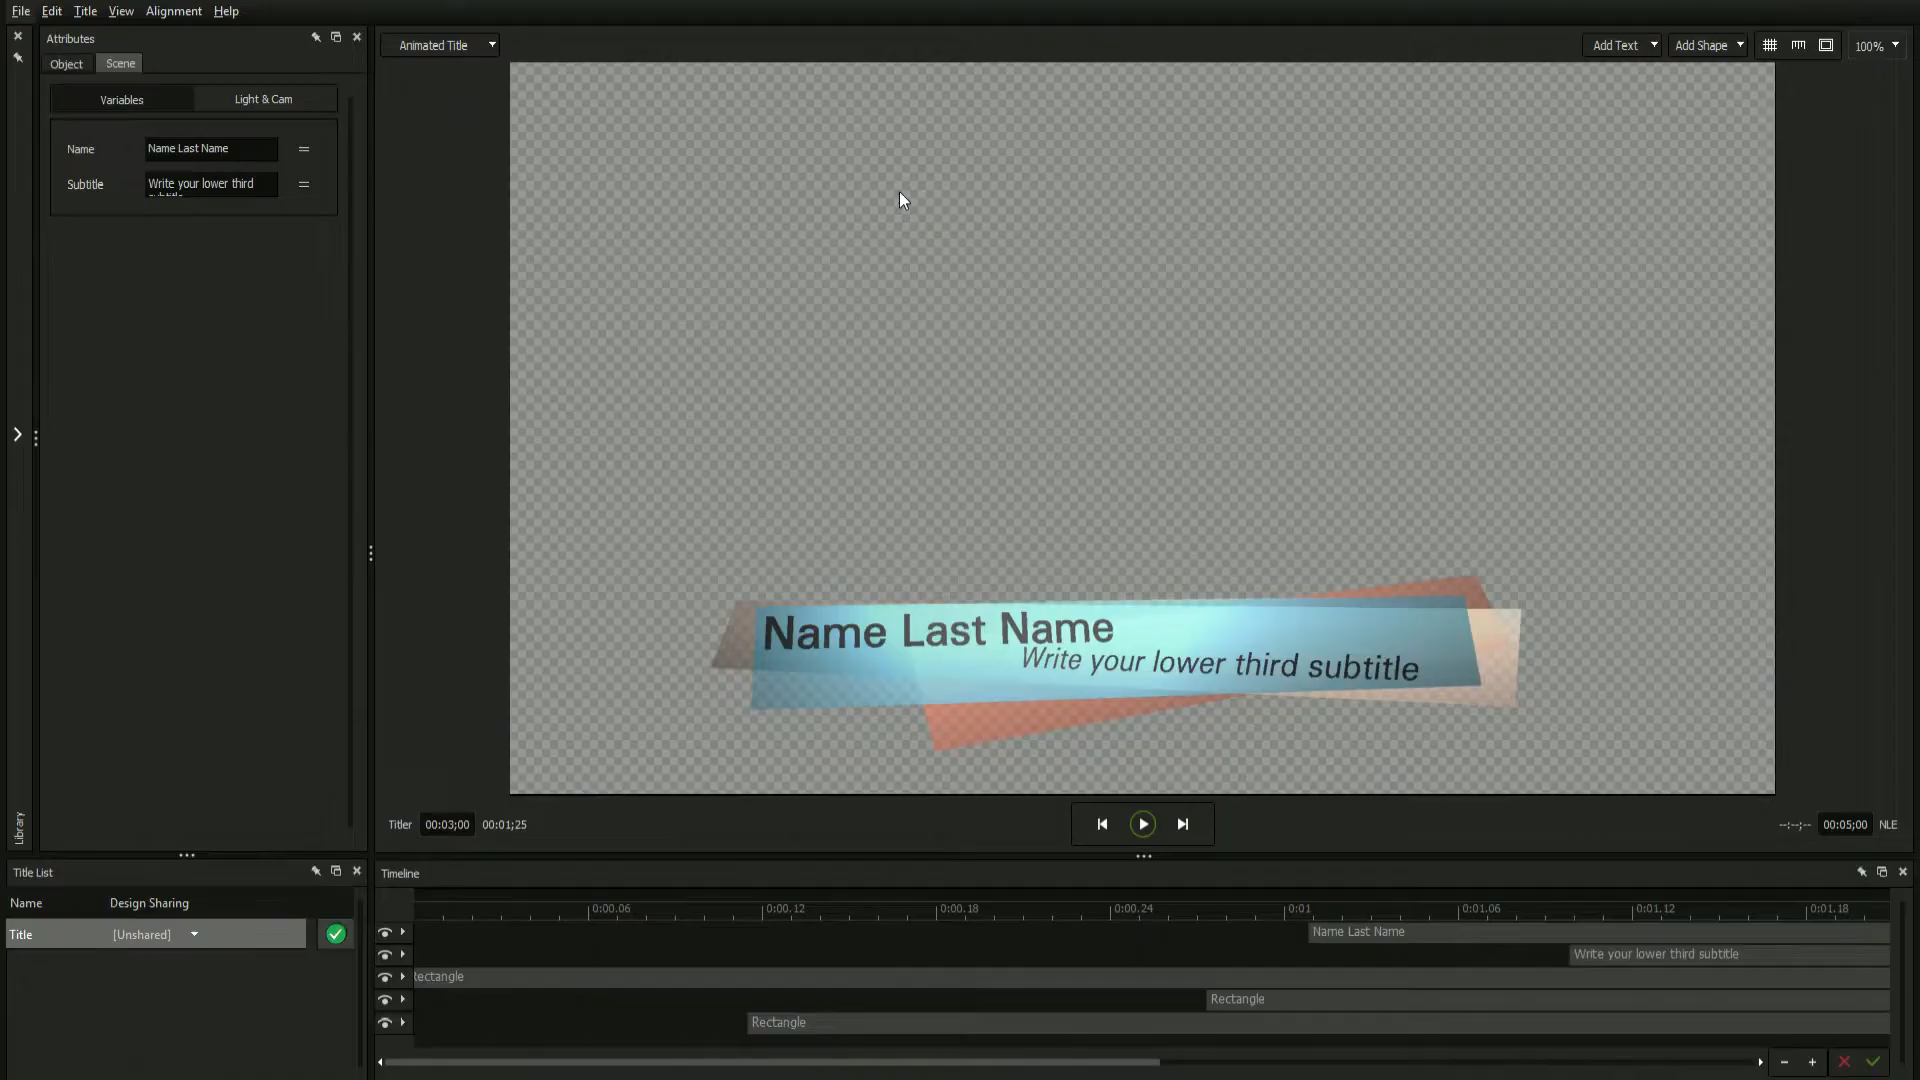 File Edit Title View Alignment Help
Attributes
Object Scene
Variables Light & Cam
Name Name Last Name
Subtitle Write your lower third
subtitle
Animated Title
Add Text Add Shape 100%
Name Last Name
Write your lower third subtitle
Titler 00:03;00 00:01;25
--:--;-- 00:05;00 NLE
Library
Title List
Name Design Sharing
Title [Unshared]
Timeline
0:00.06 0:00.12 0:00.18 0:00.24 0:01 0:01.06 0:01.12 0:01.18
Name Last Name
Write your lower third subtitle
Rectangle
Rectangle
Rectangle